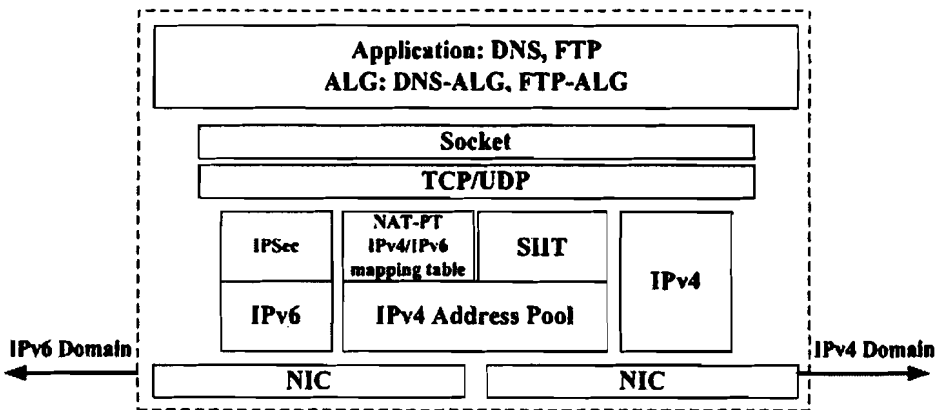 Application: DNS, FTP
ALG: DNS-ALG, FTP-ALG
Socket
TCP/UDP
IPSec
NAT-PT
IPv4/IPv6
mapping table
SIIT
IPv4
IPv6
IPv4 Address Pool
IPv6 Domain
IPv4 Domain
NIC
NIC